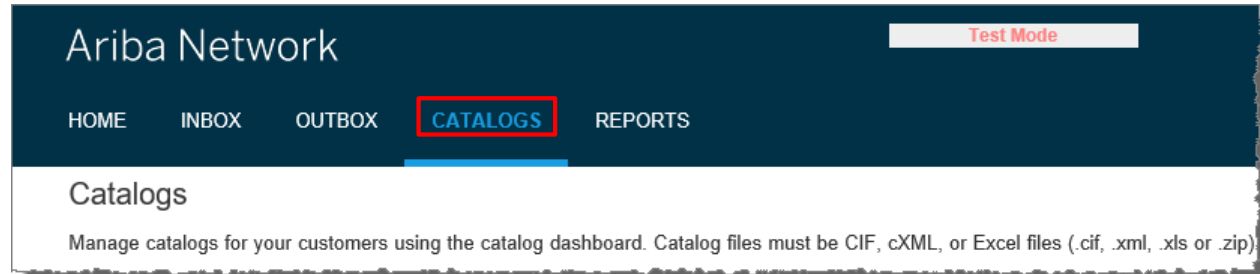 Ariba Network
Test Mode
HOME INBOX OUTBOX CATALOGS REPORTS
Catalogs
Manage catalogs for your customers using the catalog dashboard. Catalog files must be CIF, cXML, or Excel files (.cif, .xml, .xls or .zip)